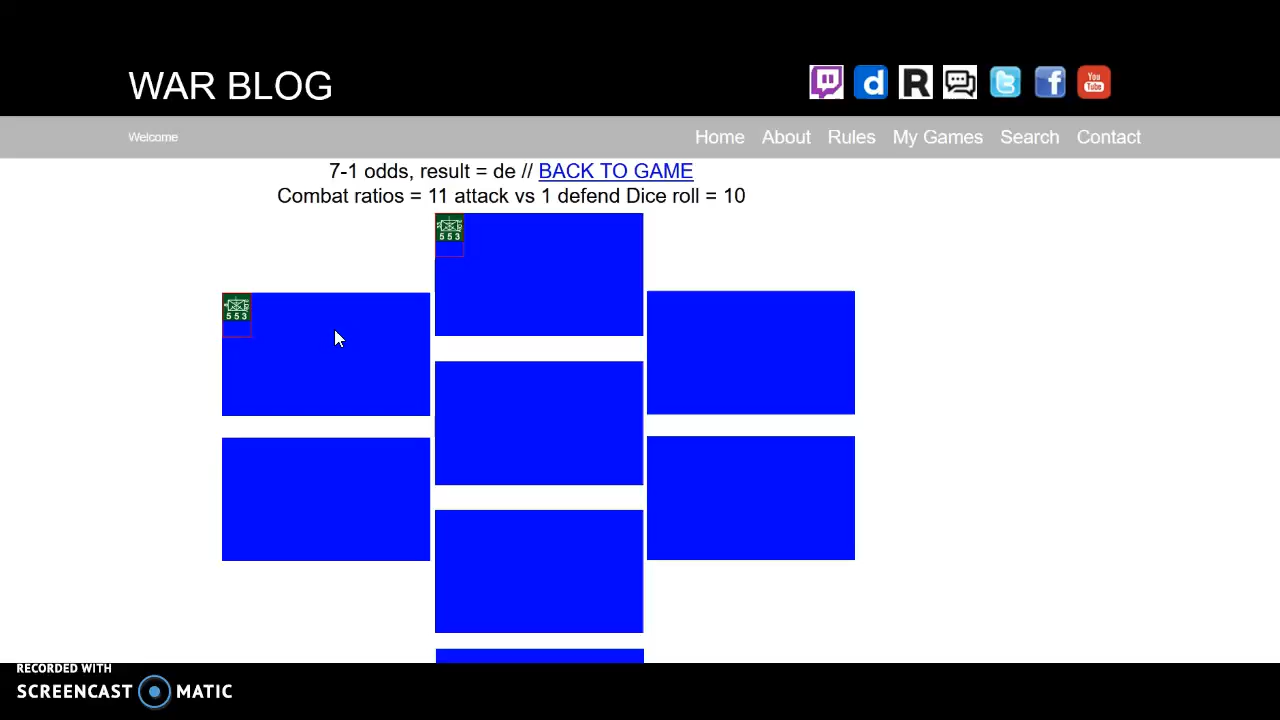 WAR BLOG
d
R
t
f
You
Tube
Welcome
Home About Rules My Games Search Contact
7-1 odds, result = de // BACK TO GAME
Combat ratios = 11 attack vs 1 defend Dice roll = 10
5 5 3
5 5 3
RECORDED WITH
SCREENCAST MATIC